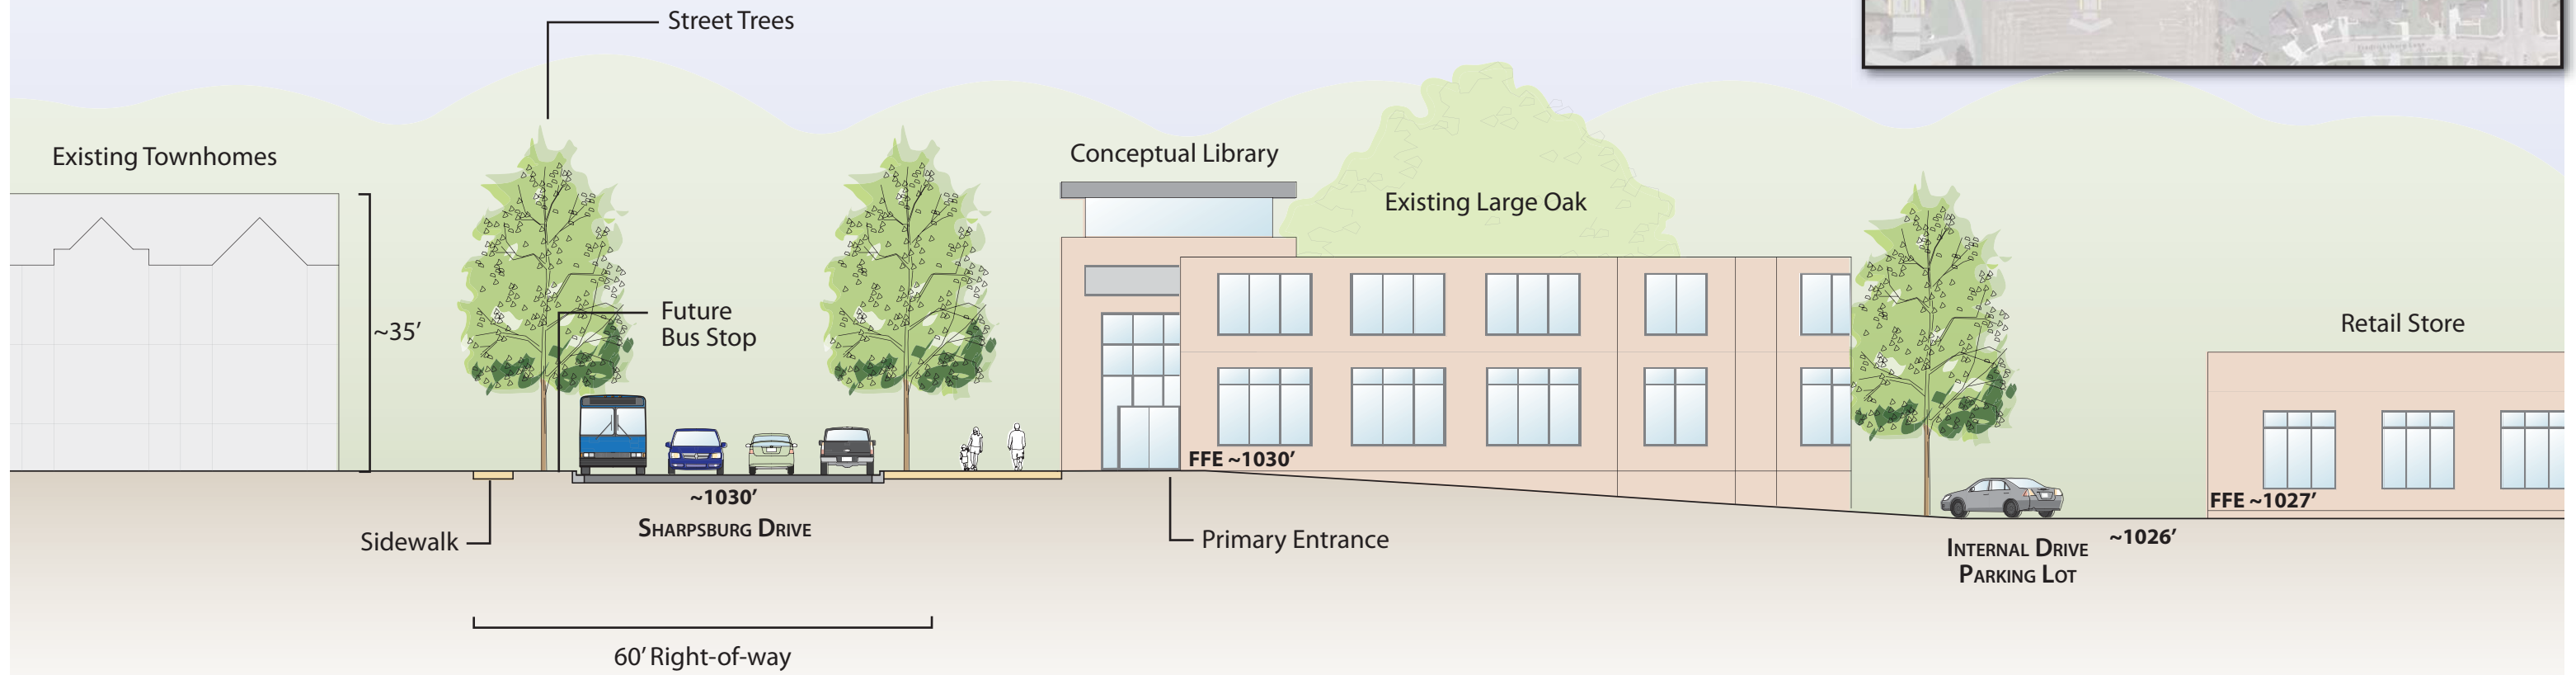 Street Trees
Existing Townhomes
Conceptual Library
Existing Large Oak
Future
Bus Stop
~35’
Retail Store
FFE ~1030’
~1030’
FFE ~1027’
Sharpsburg Drive
Sidewalk
Primary Entrance
~1026’
Internal Drive
Parking Lot
60’ Right-of-way